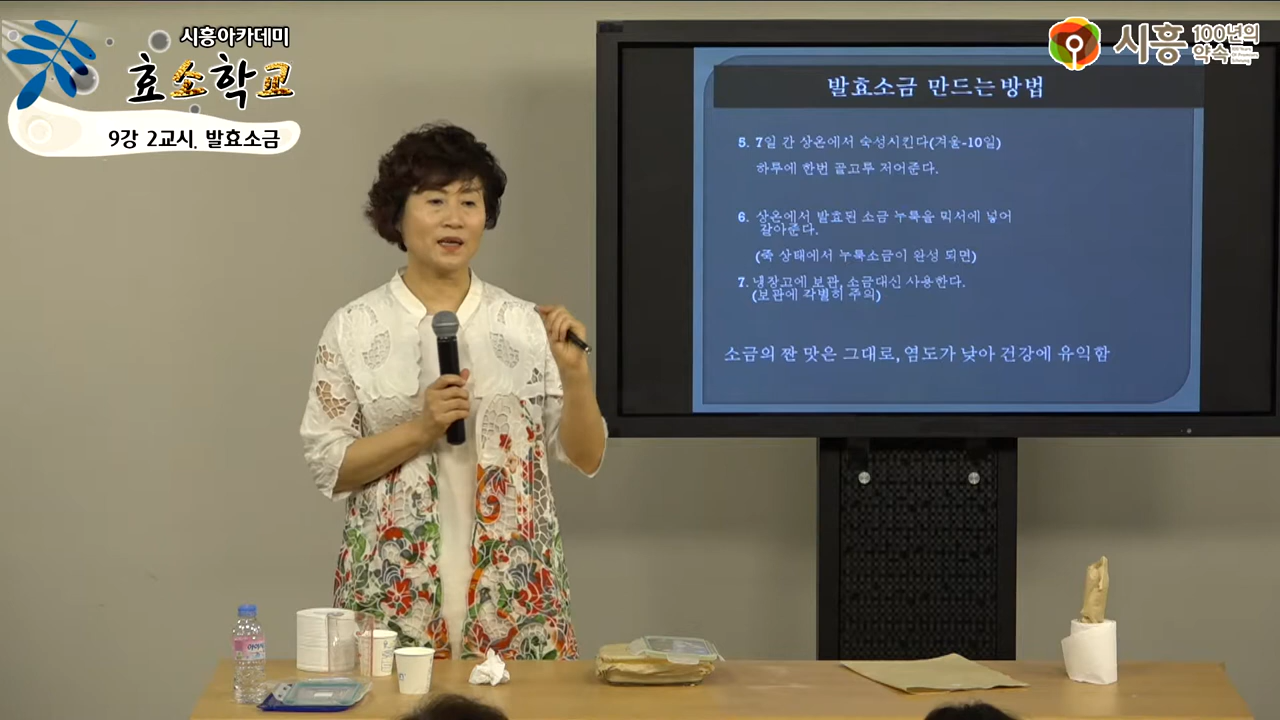 시흥아카데미
효소학교
9강 2교시. 발효소금
시흥 100년의
약속
발효소금 만드는 방법
5. 7일 간 상온에서 숙성시킨다(겨울-10일)
하루에 한번 골고루 저어준다.
6. 상온에서 발효된 소금 누룩을 믹서에 넣어
갈아준다.
(죽 상태에서 누룩소금이 완성 되면)
7. 냉장고에 보관, 소금대신 사용한다.
(보관에 각별히 주의)
소금의 짠 맛은 그대로, 염도가 낮아 건강에 유익함